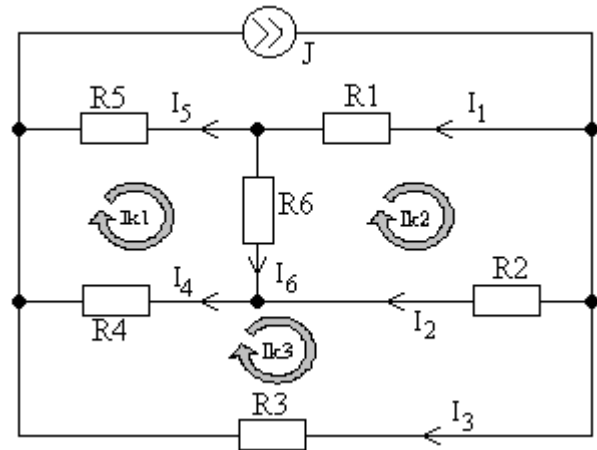 J
R5 I₅ R1 I₁
Ik1 R6 Ik2
I₄ I₆ R2
R4 I₂
Ik3
R3 I₃